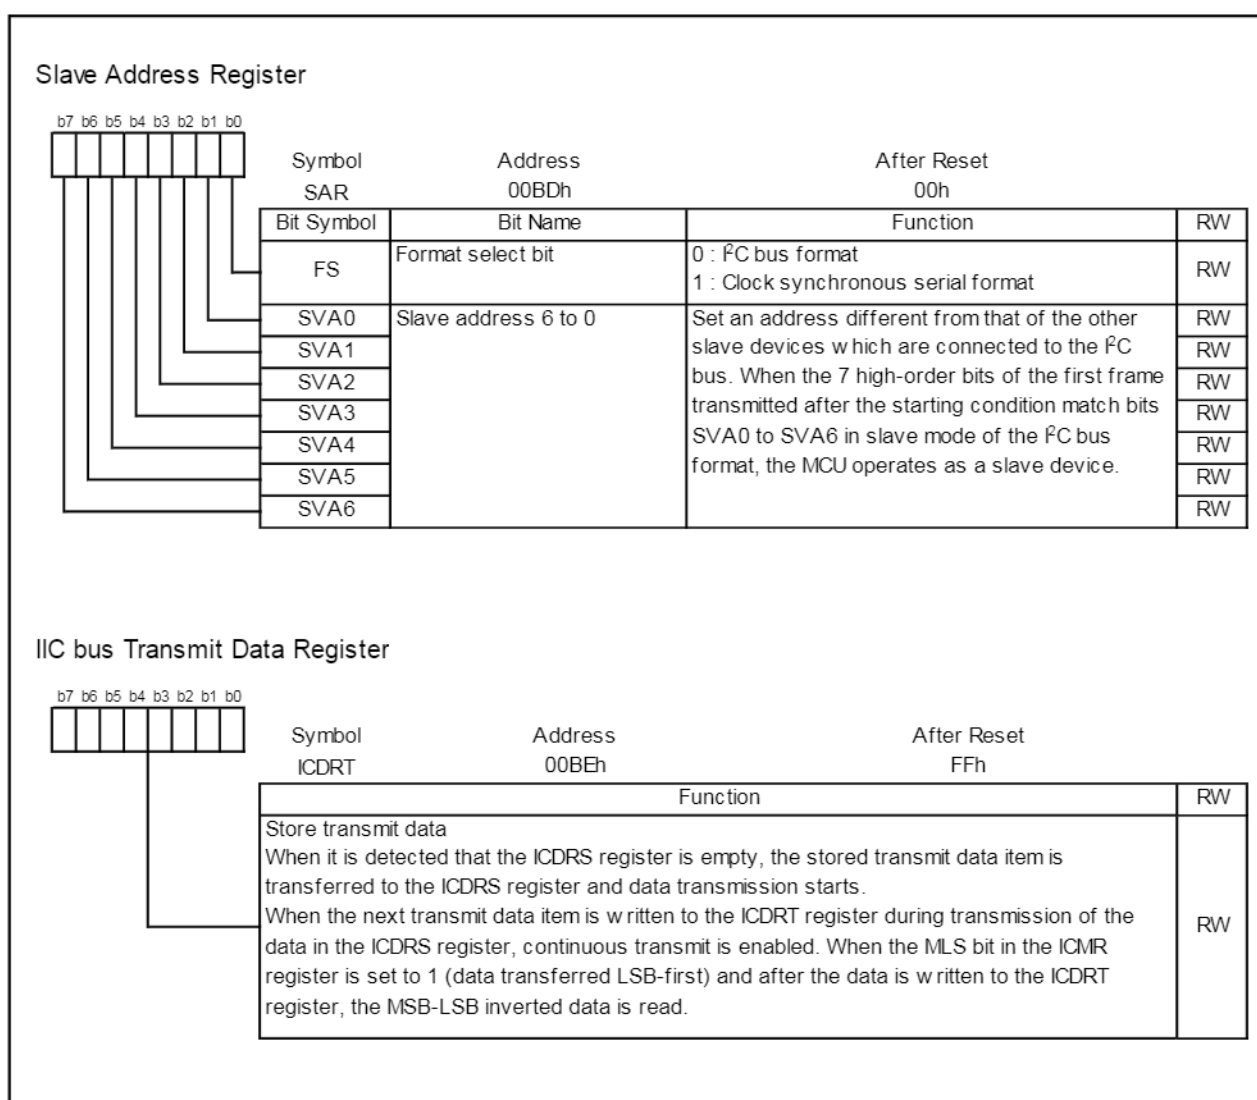 Slave Address Register
b7 b6 b5 b4 b3 b2 b1 b0
Symbol Address After Reset
SAR 00BDh 00h
Bit Symbol Bit Name Function RW
FS Format select bit 0 : I²C bus format RW
1 : Clock synchronous serial format
SVA0 Slave address 6 to 0 Set an address different from that of the other RW
SVA1 slave devices which are connected to the I²C RW
SVA2 bus. When the 7 high-order bits of the first frame RW
SVA3 transmitted after the starting condition match bits RW
SVA4 SVA0 to SVA6 in slave mode of the I²C bus RW
SVA5 format, the MCU operates as a slave device. RW
SVA6 RW
IIC bus Transmit Data Register
b7 b6 b5 b4 b3 b2 b1 b0
Symbol Address After Reset
ICDRT 00BEh FFh
Function RW
Store transmit data
When it is detected that the ICDRS register is empty, the stored transmit data item is
transferred to the ICDRS register and data transmission starts.
When the next transmit data item is written to the ICDRT register during transmission of the RW
data in the ICDRS register, continuous transmit is enabled. When the MLS bit in the ICMR
register is set to 1 (data transferred LSB-first) and after the data is written to the ICDRT
register, the MSB-LSB inverted data is read.